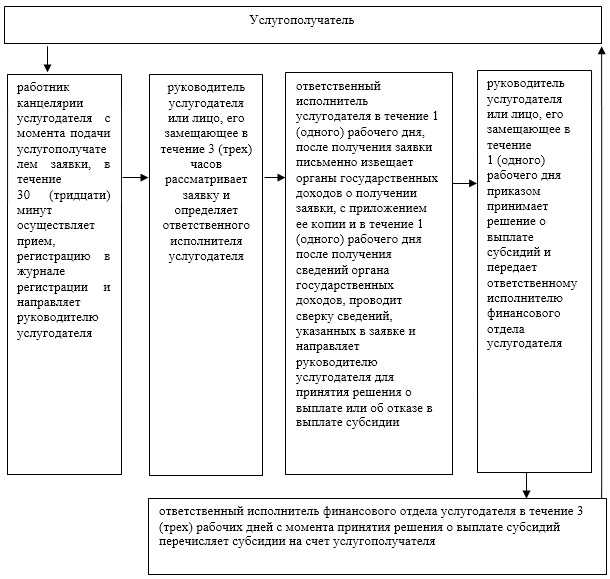 Услугополучатель
работник
канцелярии
услугодателя с
момента подачи
услугополучате
лем заявки, в
течение
30 (тридцати)
минут
осуществляет
прием,
регистрацию в
журнале
регистрации и
направляет
руководителю
услугодателя
руководитель
услугодателя
или лицо, его
замещающее в
течение 3 (трех)
часов
рассматривает
заявку и
определяет
ответственного
исполнителя
услугодателя
ответственный
исполнитель
услугодателя в течение 1
(одного) рабочего дня,
после получения заявки
письменно извещает
органы государственных
доходов о получении
заявки, с приложением
ее копии и в течение 1
(одного) рабочего дня
после получения
сведений органа
государственных
доходов, проводит
сверку сведений,
указанных в заявке и
направляет
руководителю
услугодателя для
принятия решения о
выплате или об отказе в
выплате субсидии
руководитель
услугодателя
или лицо, его
замещающее в
течение
1 (одного)
рабочего дня
приказом
принимает
решение о
выплате
субсидий и
передает
ответственному
исполнителю
финансового
отдела
услугодателя
ответственный исполнитель финансового отдела услугодателя в течение 3
(трех) рабочих дней с момента принятия решения о выплате субсидий
перечисляет субсидии на счет услугополучателя